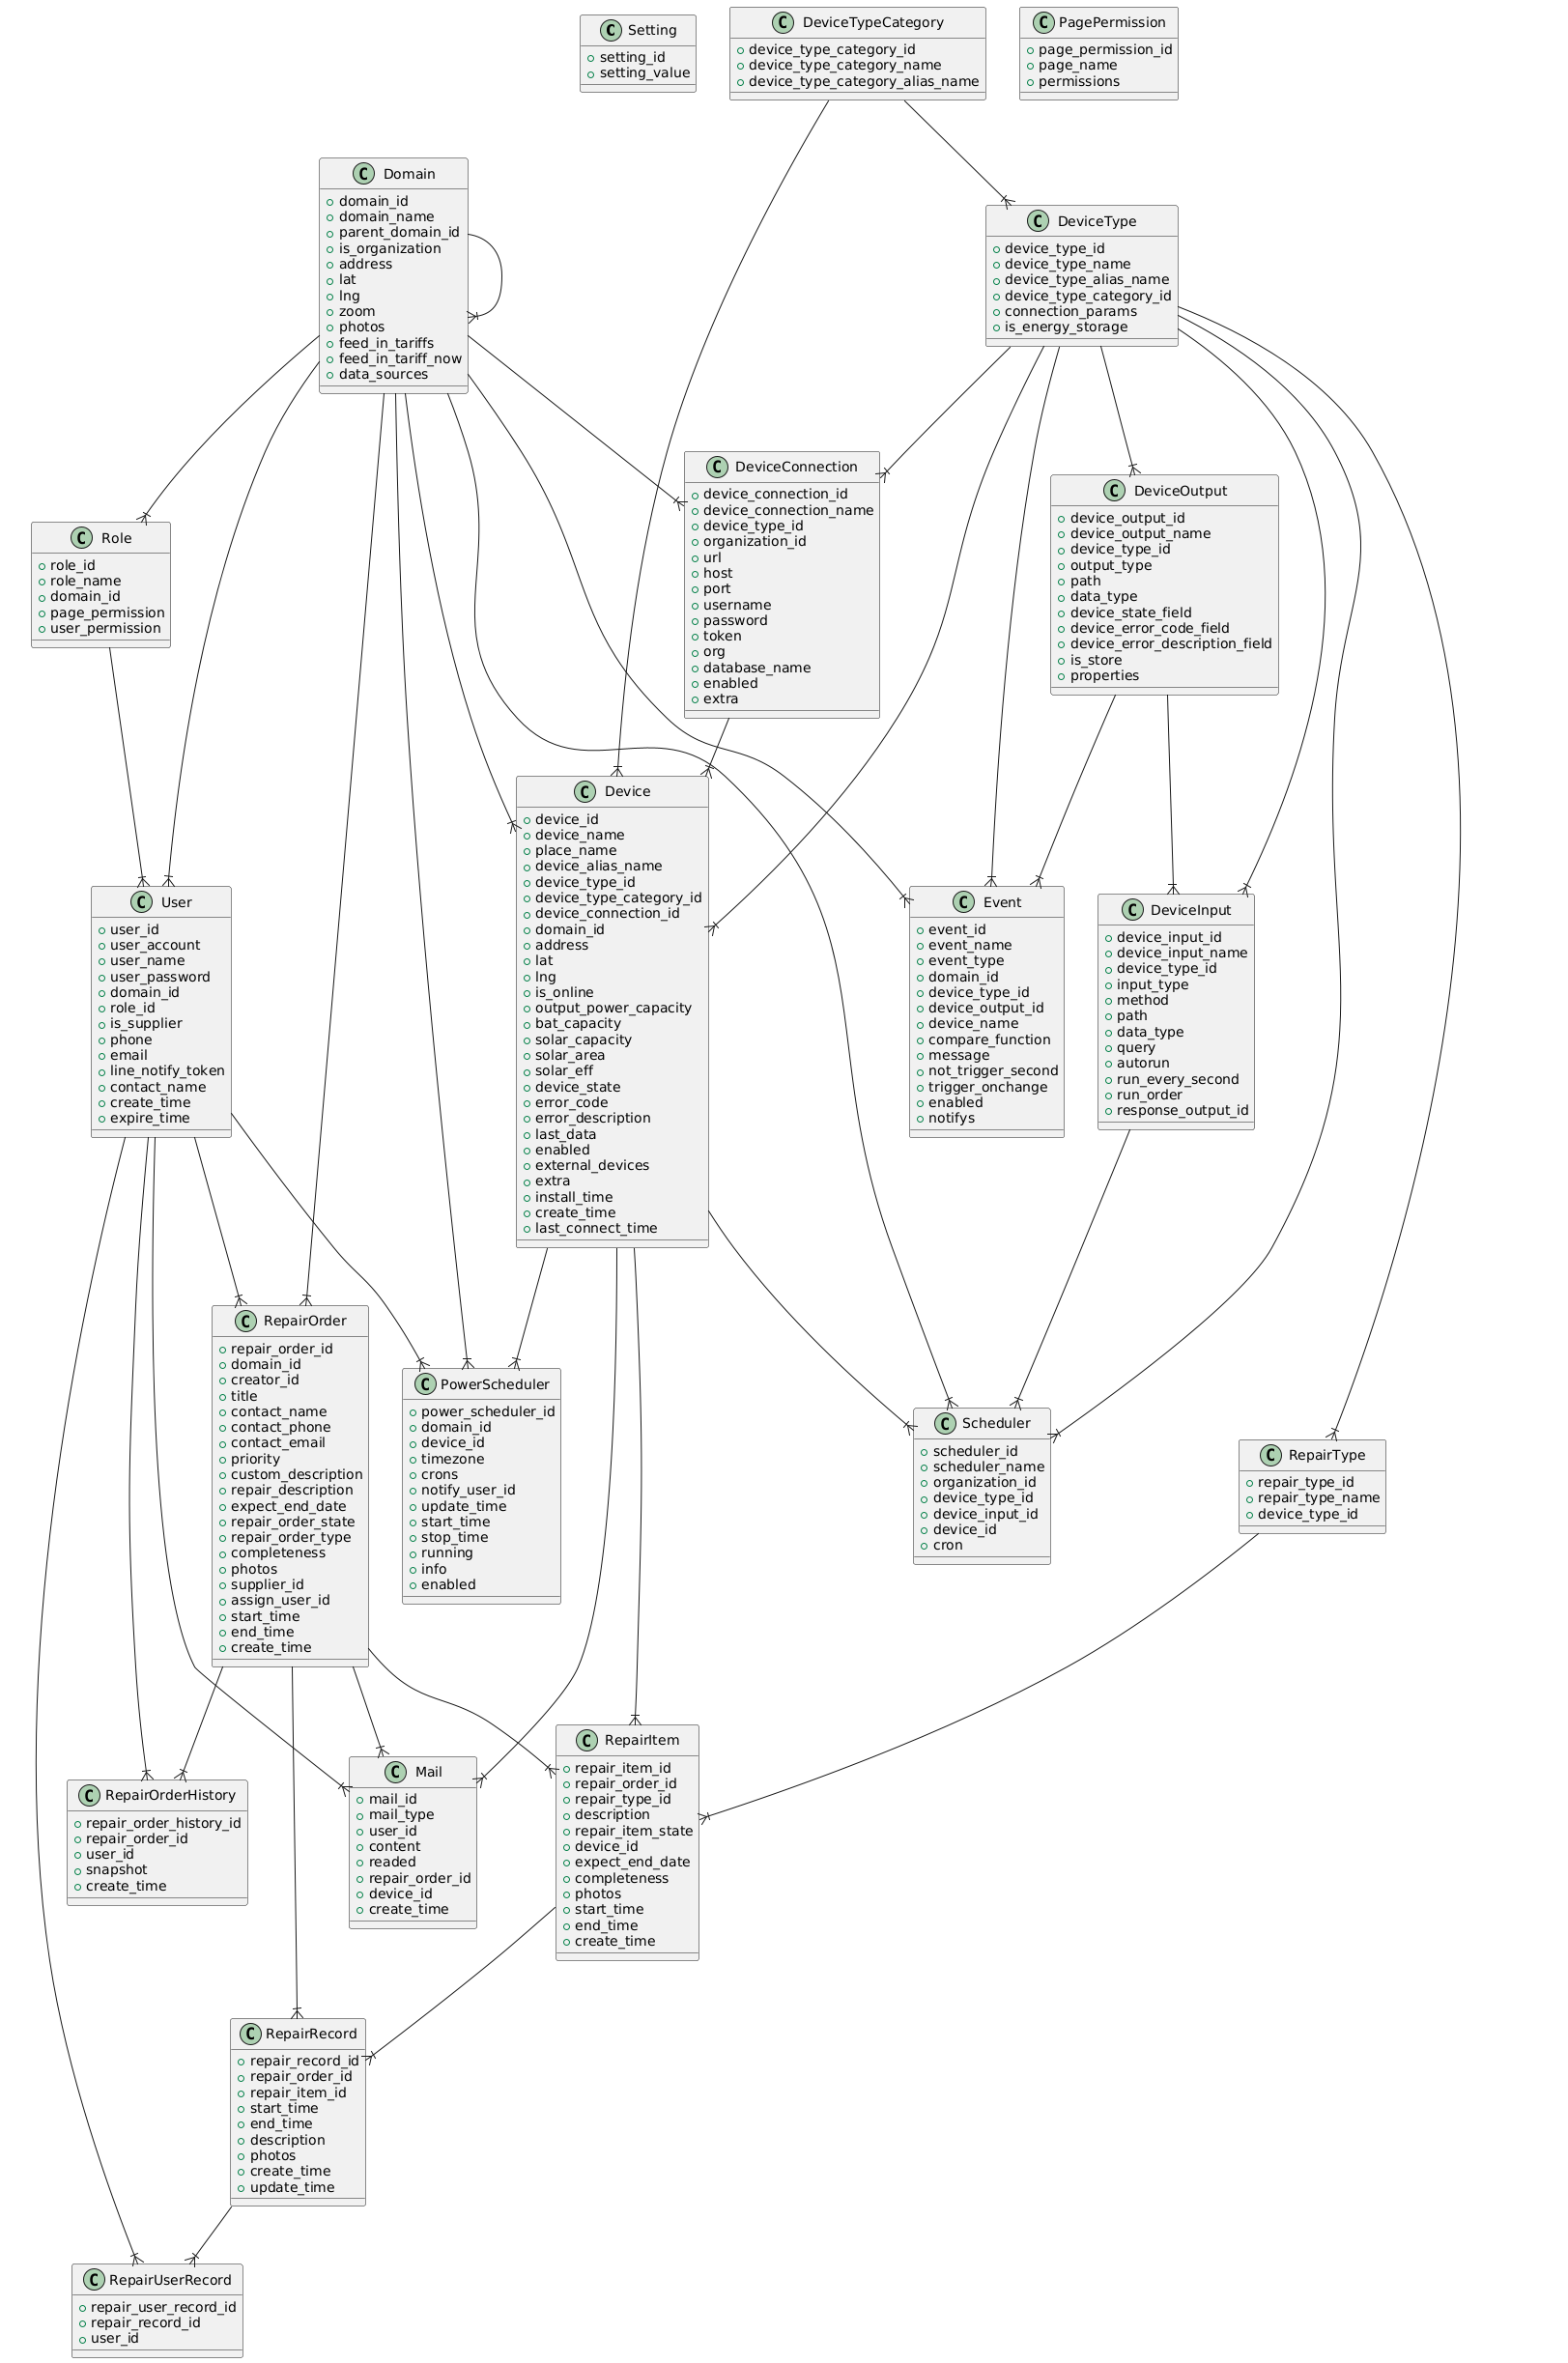 Setting
setting_id
setting_value
DeviceTypeCategory
device_type_category_id
device_type_category_name
device_type_category_alias_name
PagePermission
page_permission_id
page_name
permissions
Domain
domain_id
domain_name
parent_domain_id
is_organization
address
lat
lng
zoom
photos
feed_in_tariffs
feed_in_tariff_now
data_sources
DeviceType
device_type_id
device_type_name
device_type_alias_name
device_type_category_id
connection_params
is_energy_storage
DeviceConnection
device_connection_id
device_connection_name
device_type_id
organization_id
url
host
port
username
password
token
org
database_name
enabled
extra
DeviceOutput
device_output_id
device_output_name
device_type_id
output_type
path
data_type
device_state_field
device_error_code_field
device_error_description_field
is_store
properties
Role
role_id
role_name
domain_id
page_permission
user_permission
Device
device_id
device_name
place_name
device_alias_name
device_type_id
device_type_category_id
device_connection_id
domain_id
address
lat
lng
is_online
output_power_capacity
bat_capacity
solar_capacity
solar_area
solar_eff
device_state
error_code
error_description
last_data
enabled
external_devices
extra
install_time
create_time
last_connect_time
User
user_id
user_account
user_name
user_password
domain_id
role_id
is_supplier
phone
email
line_notify_token
contact_name
create_time
expire_time
Event
event_id
event_name
event_type
domain_id
device_type_id
device_output_id
device_name
compare_function
message
not_trigger_second
trigger_onchange
enabled
notifys
DeviceInput
device_input_id
device_input_name
device_type_id
input_type
method
path
data_type
query
autorun
run_every_second
run_order
response_output_id
RepairOrder
repair_order_id
domain_id
creator_id
title
contact_name
contact_phone
contact_email
priority
custom_description
repair_description
expect_end_date
repair_order_state
repair_order_type
completeness
photos
supplier_id
assign_user_id
start_time
end_time
create_time
PowerScheduler
power_scheduler_id
domain_id
device_id
timezone
crons
notify_user_id
update_time
start_time
stop_time
running
info
enabled
Scheduler
scheduler_id
scheduler_name
organization_id
device_type_id
device_input_id
device_id
cron
RepairType
repair_type_id
repair_type_name
device_type_id
RepairOrderHistory
repair_order_history_id
repair_order_id
user_id
snapshot
create_time
Mail
mail_id
mail_type
user_id
content
readed
repair_order_id
device_id
create_time
RepairItem
repair_item_id
repair_order_id
repair_type_id
description
repair_item_state
device_id
expect_end_date
completeness
photos
start_time
end_time
create_time
RepairRecord
repair_record_id
repair_order_id
repair_item_id
start_time
end_time
description
photos
create_time
update_time
RepairUserRecord
repair_user_record_id
repair_record_id
user_id